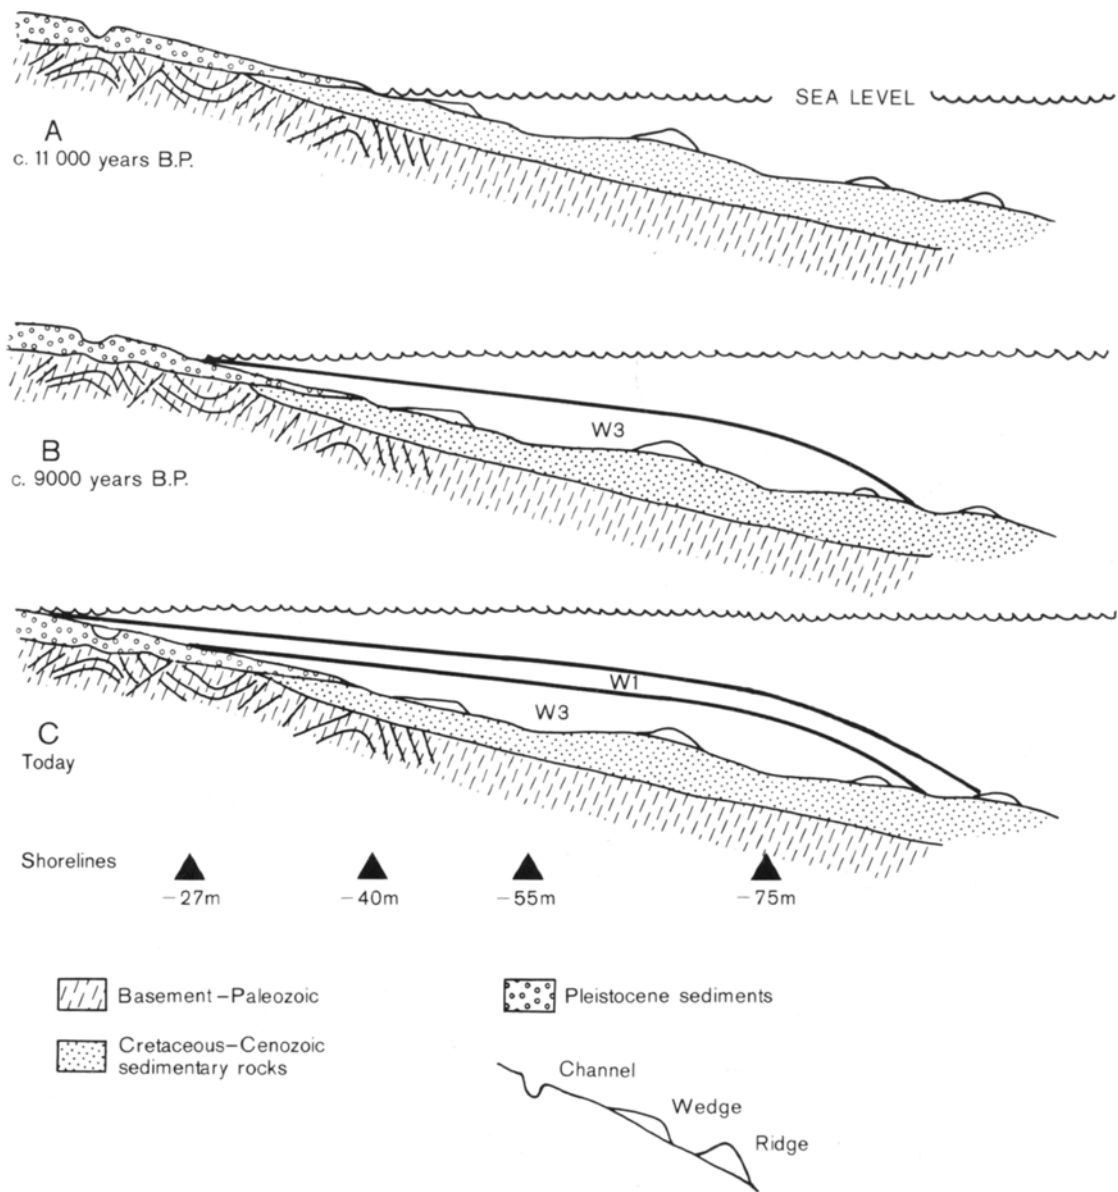 SEA LEVEL
A
c. 11 000 years B.P.
W3
B
c. 9000 years B.P.
W1
W3
C
Today
Shorelines
−27m −40m −55m −75m
Basement – Paleozoic
Pleistocene sediments
Cretaceous – Cenozoic
sedimentary rocks
Channel
Wedge
Ridge